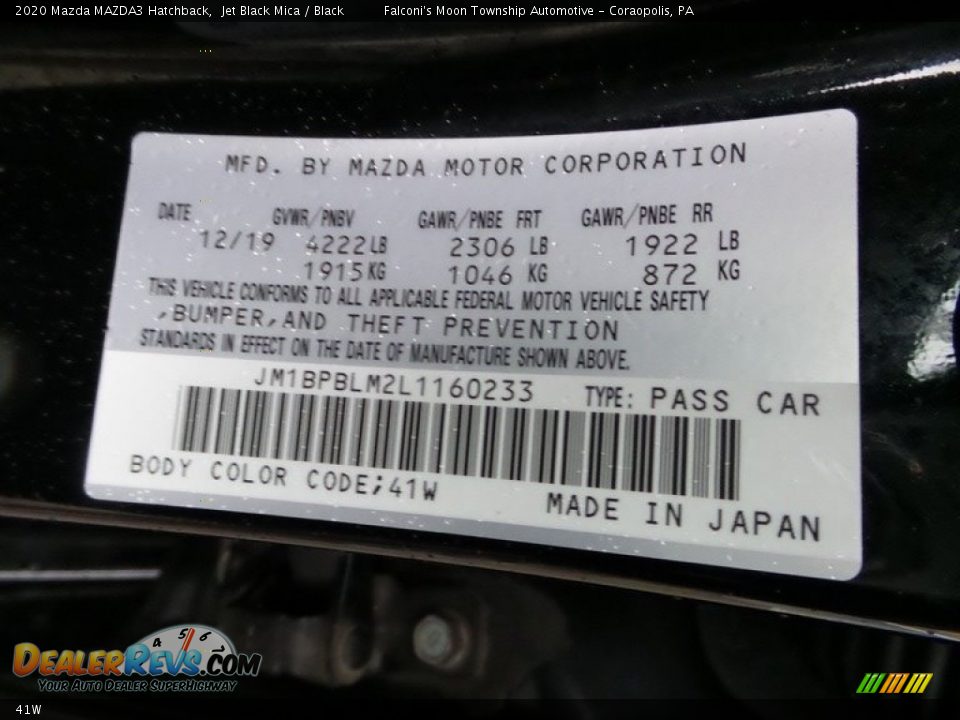 2020 Mazda MAZDA3 Hatchback, Jet Black Mica / Black Falconi's Moon Township Automotive - Coraopolis, PA
MFD. BY MAZDA MOTOR CORPORATION
DATE GVWR/PNBV GAWR/PNBE FRT GAWR/PNBE RR
12/19 4222LB 2306 LB 1922 LB
1915KG 1046 KG 872 KG
THIS VEHICLE CONFORMS TO ALL APPLICABLE FEDERAL MOTOR VEHICLE SAFETY
,BUMPER,AND THEFT PREVENTION
STANDARDS IN EFFECT ON THE DATE OF MANUFACTURE SHOWN ABOVE.
JM1BPBLM2L1160233 TYPE: PASS CAR
BODY COLOR CODE;41W
MADE IN JAPAN
4 5 6 7
DEALERREVS.COM
YOUR AUTO DEALER SUPERHIGHWAY
41W